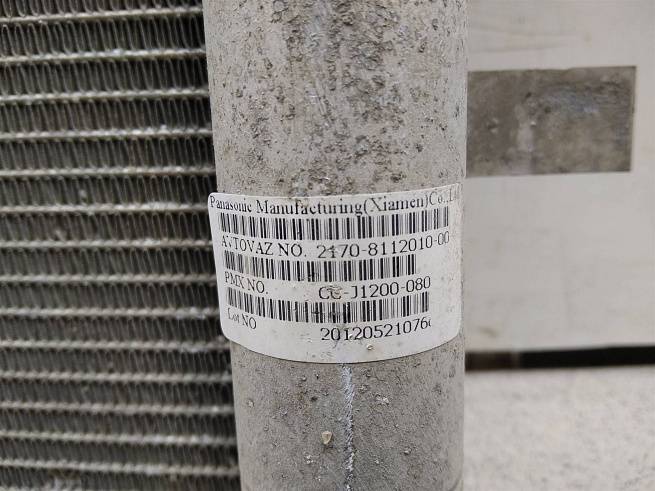 Panasonic Manufacturing(Xiamen)Co.,Ltd
AVTOVAZ NO. 2170-8112010-00
PMX NO. CC-J1200-080
Lot NO 20120521076